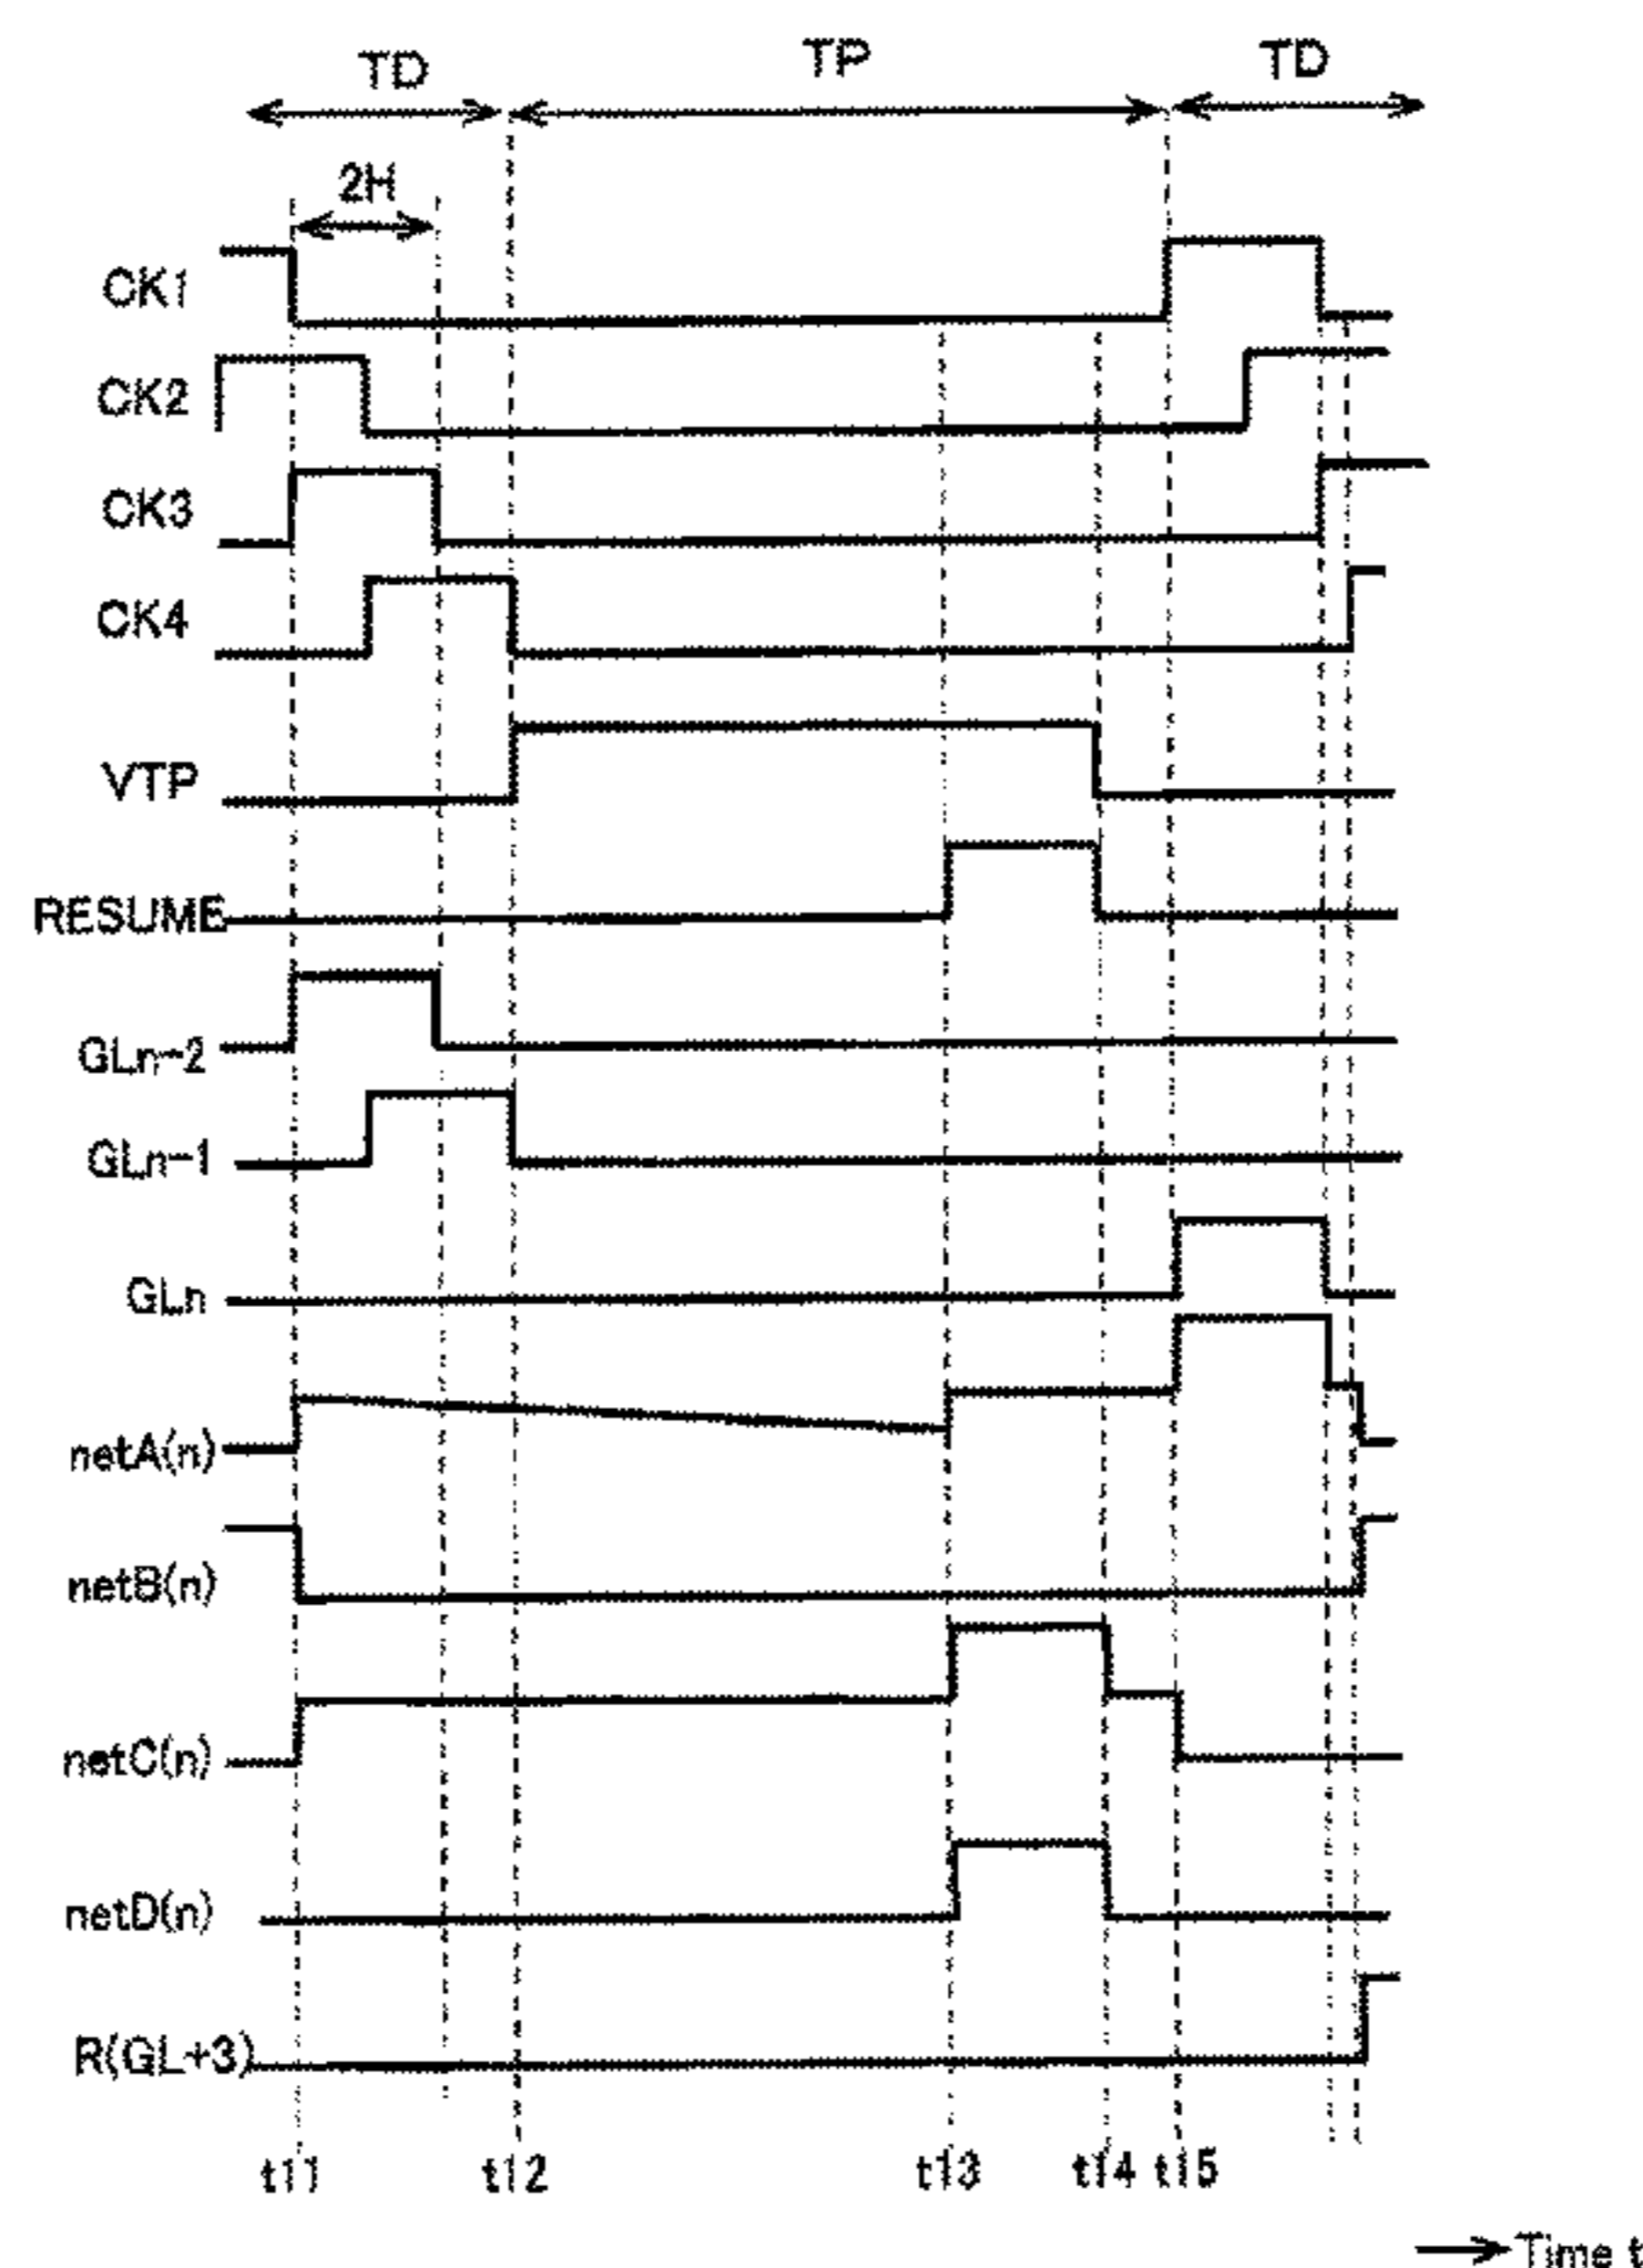 TD TP TD
2H
CK1
CK2
CK3
CK4
VTP
RESUME
GLn-2
GLn-1
GLn
netA(n)
netB(n)
netC(n)
netD(n)
R(GL+3)
t11 t12 t13 t14 t15
Time t